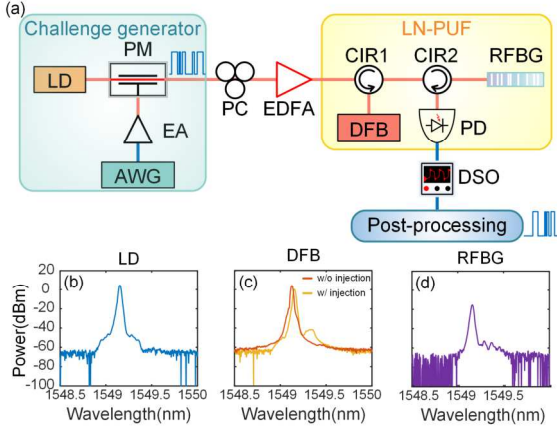 (a)
Challenge generator
LN-PUF
PM
LD
EA
AWG
PC
EDFA
CIR1
CIR2
RFBG
DFB
PD
DSO
Post-processing
LD
DFB
RFBG
(b)
(c)
w/o injection
w/ injection
(d)
Power(dBm)
20
0
-20
-40
-60
-80
-100
1548.5 1549 1549.5 1550
1548.5 1549 1549.5 1550
1548.5 1549 1549.5
Wavelength(nm)
Wavelength(nm)
Wavelength(nm)